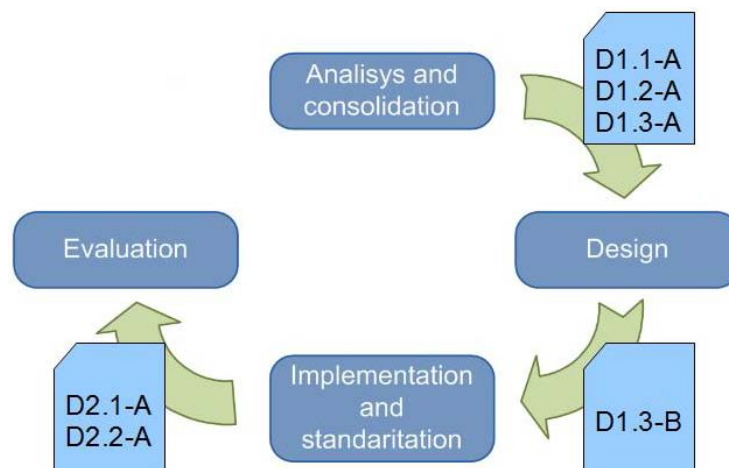 Analisys and
consolidation
D1.1-A
D1.2-A
D1.3-A
Evaluation
Design
D2.1-A
D2.2-A
Implementation
and
standaritation
D1.3-B